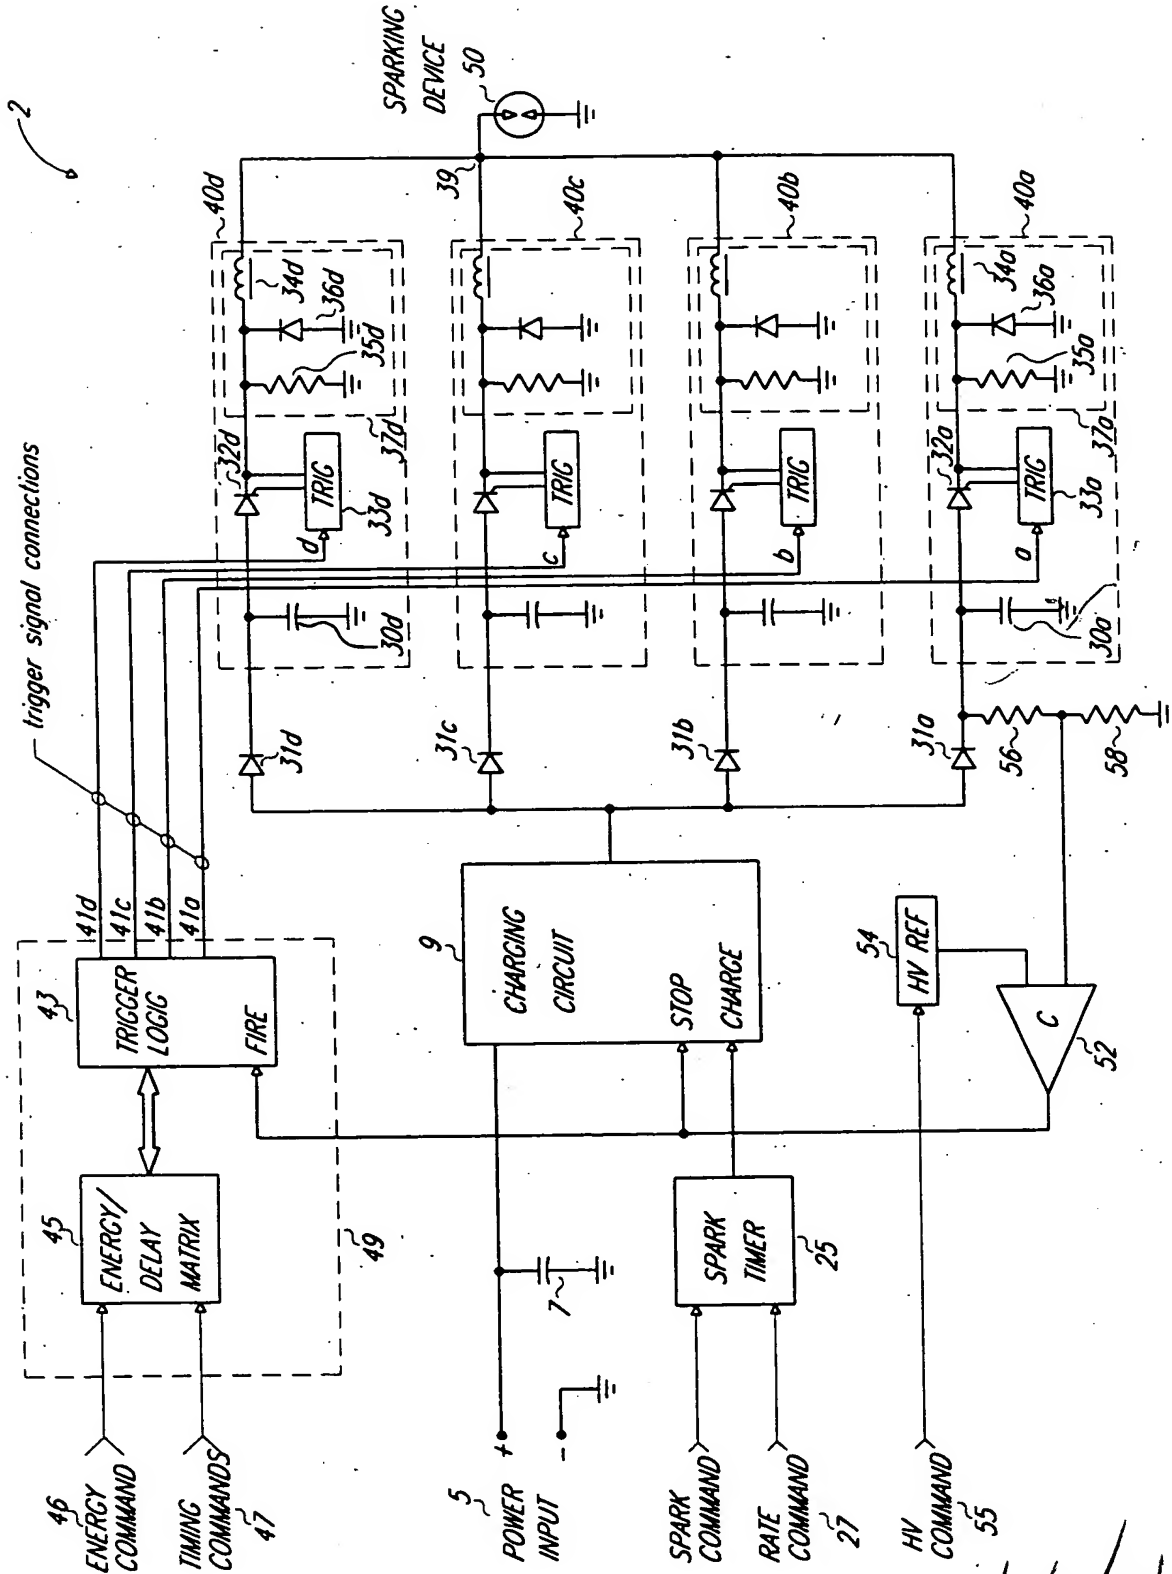 2
trigger signal connections
46
ENERGY
COMMAND
TIMING
COMMANDS
47
45
ENERGY/
DELAY
MATRIX
49
43
TRIGGER
LOGIC
FIRE
41d
41c
41b
41a
5
POWER
INPUT
+
-
7
9
CHARGING
CIRCUIT
STOP
CHARGE
SPARK
COMMAND
RATE
COMMAND
27
SPARK
TIMER
25
HV
COMMAND
55
54
HV REF
C
52
31d
31c
31b
31a
56
58
30d
d
TRIG
33d
32d
37d
35d
36d
34d
40d
c
TRIG
40c
b
TRIG
40b
30a
a
TRIG
33a
32a
37a
35a
36a
34a
40a
39
SPARKING
DEVICE
50